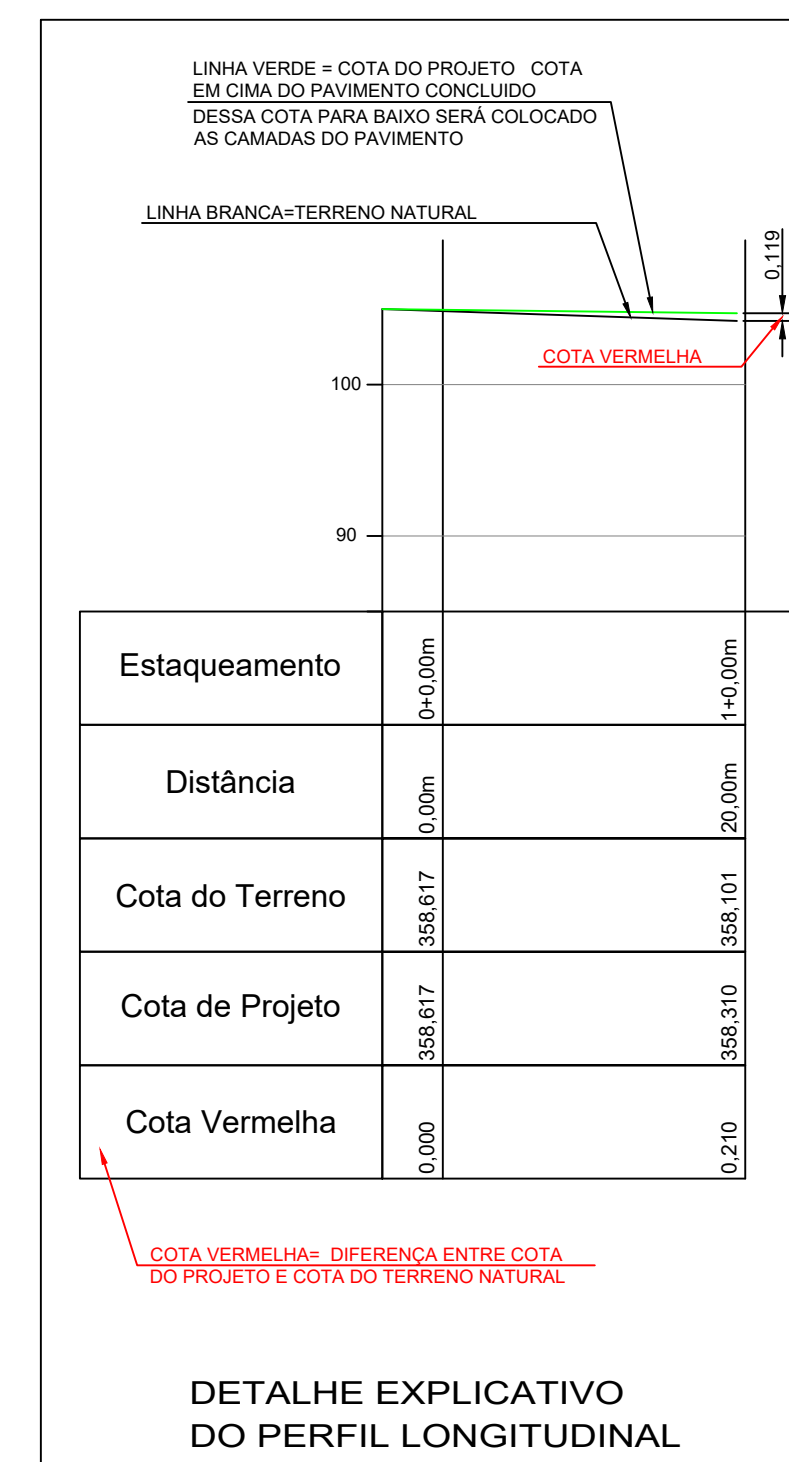 LINHA VERDE = COTA DO PROJETO COTA
EM CIMA DO PAVIMENTO CONCLUIDO
DESSA COTA PARA BAIXO SERÁ COLOCADO
AS CAMADAS DO PAVIMENTO
LINHA BRANCA=TERRENO NATURAL
0,119
COTA VERMELHA
100
90
Estaqueamento 0+0,00m 1+0,00m
Distância 0,00m 20,00m
Cota do Terreno 358,617 358,101
Cota de Projeto 358,617 358,310
Cota Vermelha 0,000 0,210
COTA VERMELHA= DIFERENÇA ENTRE COTA
DO PROJETO E COTA DO TERRENO NATURAL
DETALHE EXPLICATIVO
DO PERFIL LONGITUDINAL